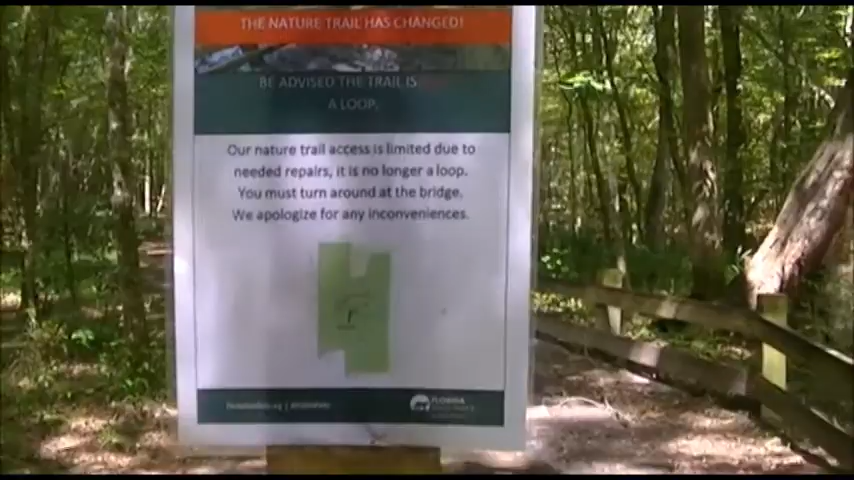 THE NATURE TRAIL HAS CHANGED!
BE ADVISED THE TRAIL IS
A LOOP.
Our nature trail access is limited due to
needed repairs, it is no longer a loop.
You must turn around at the bridge.
We apologize for any inconveniences.
FLORIDA